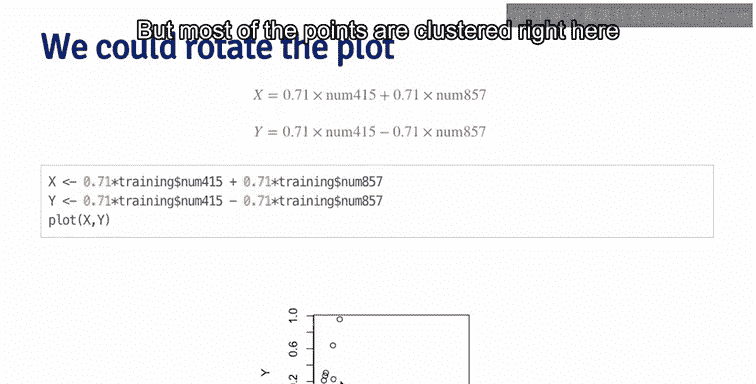 But most of the points are clustered right here
We could rotate the plot
X = 0.71 × num415 + 0.71 × num857
Y = 0.71 × num415 − 0.71 × num857
X <- 0.71*training$num415 + 0.71*training$num857
Y <- 0.71*training$num415 - 0.71*training$num857
plot(X,Y)
1.0
0.6
Y
0.2